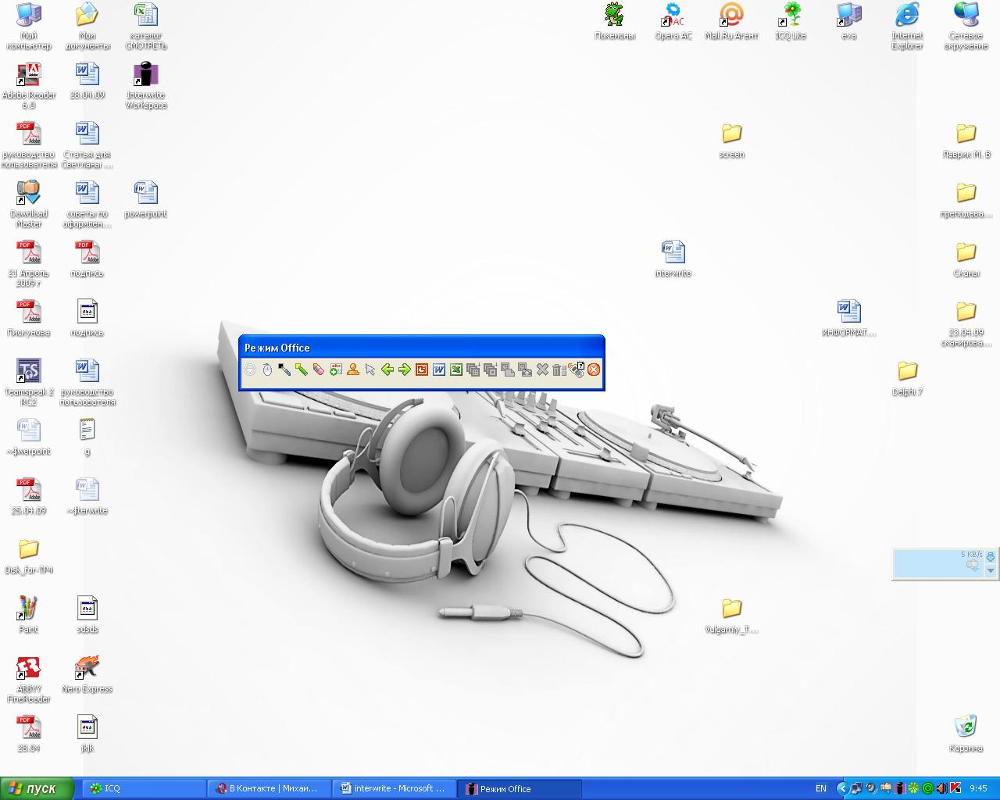 Мой
компьютер
Мои
документы
каталог
СМОТРЕТЬ
Покемоны
Opera AC
Mail.Ru Агент
ICQ Lite
eva
Internet
Explorer
Сетевое
окружение
Adobe Reader
6.0
28.04.09
Interwrite
Workspace
руководство
пользователя
Статья для
Светланы ...
screen
Лаврик М. В
Download
Master
советы по
оформлен...
powerpoint
преподава...
21 Апрель
2009 г
подпись
interwrite
Сканы
Пискунова
подпись
ИНФОРМАТ...
23.04.09
сканирова...
Режим Office
Teamspeak 2
RC2
руководство
пользователя
Delphi 7
~$werpoint
g
25.04.09
~$terwrite
Disk_for-TP4
5 KB/s
Paint
sdsds
Vulgarniy_T...
ABBYY
FineReader
Nero Express
28.04
jkjk
Корзина
пуск
ICQ
В Контакте | Михаи...
interwrite - Microsoft ...
Режим Office
EN
9:45